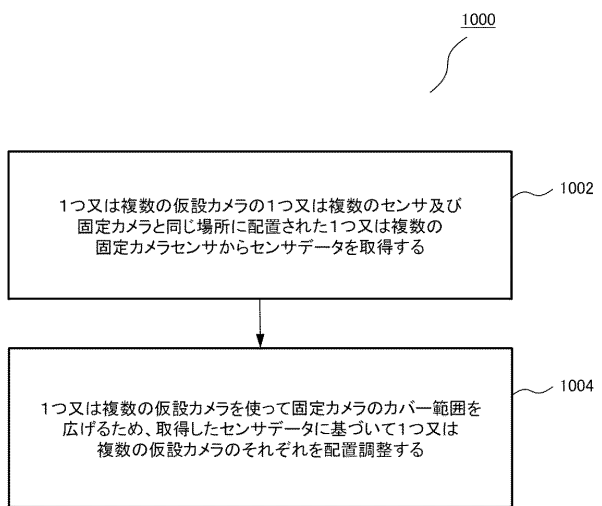 1000
1つ又は複数の仮設カメラの1つ又は複数のセンサ及び
固定カメラと同じ場所に配置された1つ又は複数の
固定カメラセンサからセンサデータを取得する
1002
1つ又は複数の仮設カメラを使って固定カメラのカバー範囲を
広げるため、取得したセンサデータに基づいて1つ又は
複数の仮設カメラのそれぞれを配置調整する
1004